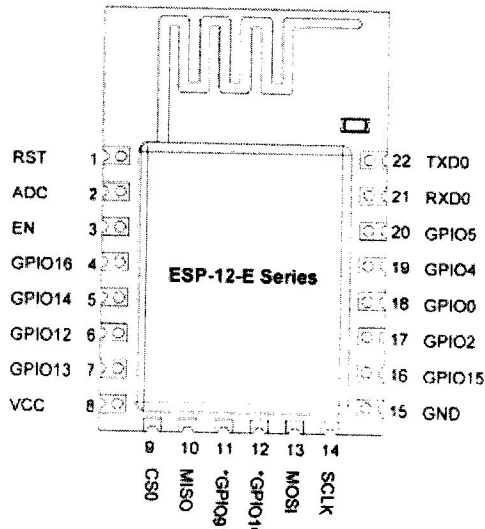 RST 1
ADC 2
EN 3
GPIO16 4
GPIO14 5
GPIO12 6
GPIO13 7
VCC 8
ESP-12-E Series
22 TXD0
21 RXD0
20 GPIO5
19 GPIO4
18 GPIO0
17 GPIO2
16 GPIO15
15 GND
9 10 11 12 13 14
CS0
MISO
*GPIO9
MOSI
SCLK